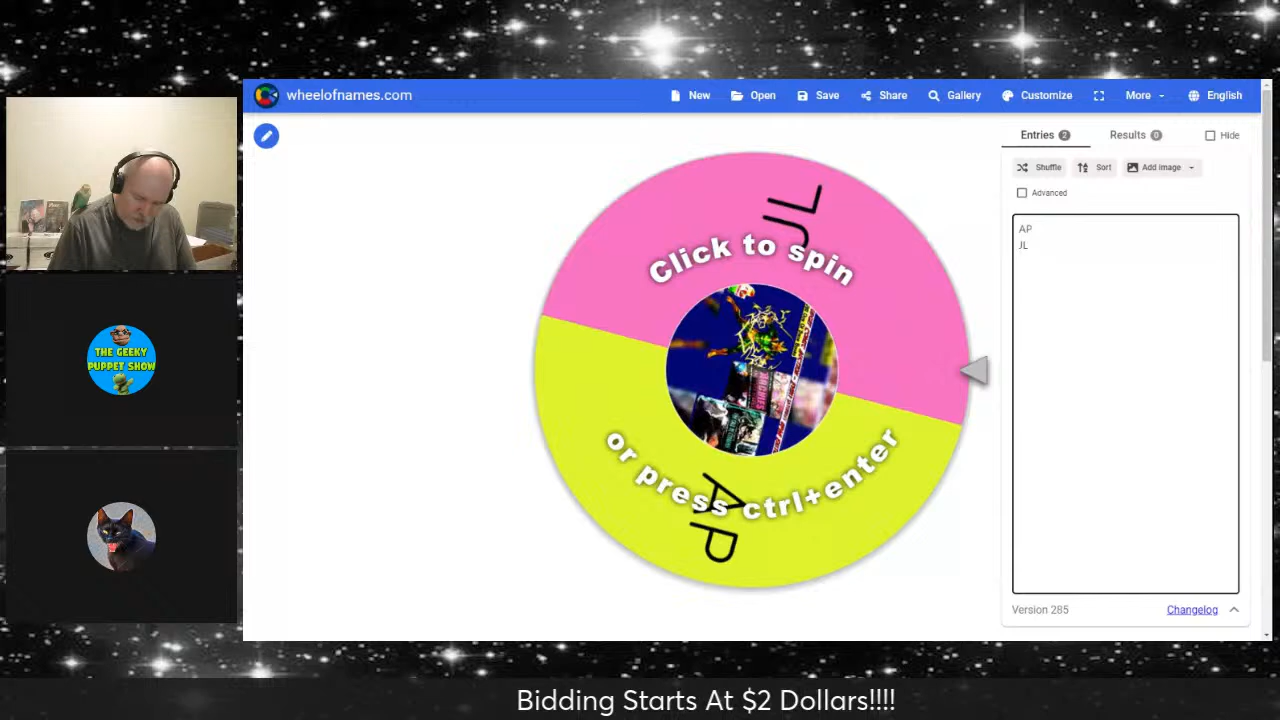 wheelofnames.com
New
Open
Save
Share
Gallery
Customize
More
English
Entries 2
Results 0
Hide
Shuffle
Sort
Add image
Advanced
AP
JL
JL
Click to spin
or press ctrl+enter
AP
THE GEEKY
PUPPET SHOW
Version 285
Changelog
Bidding Starts At $2 Dollars!!!!